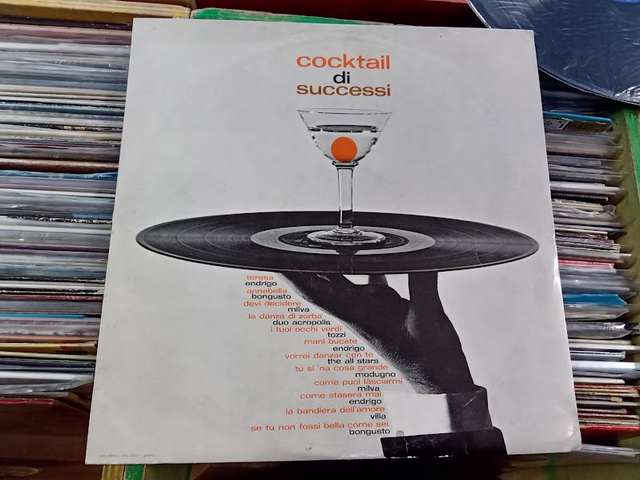 cocktail
di
successi
teresa
endrigo
annabella
bongusto
devi decidere
milva
la danza di zorba
duo acropolis
i tuoi occhi verdi
tozzi
mani bucate
endrigo
vorrei danzar con te
the all stars
tu si 'na cosa grande
modugno
come puoi lasciarmi
milva
come stasera mai
endrigo
la bandiera dell'amore
villa
se tu non fossi bella come sei
bongusto